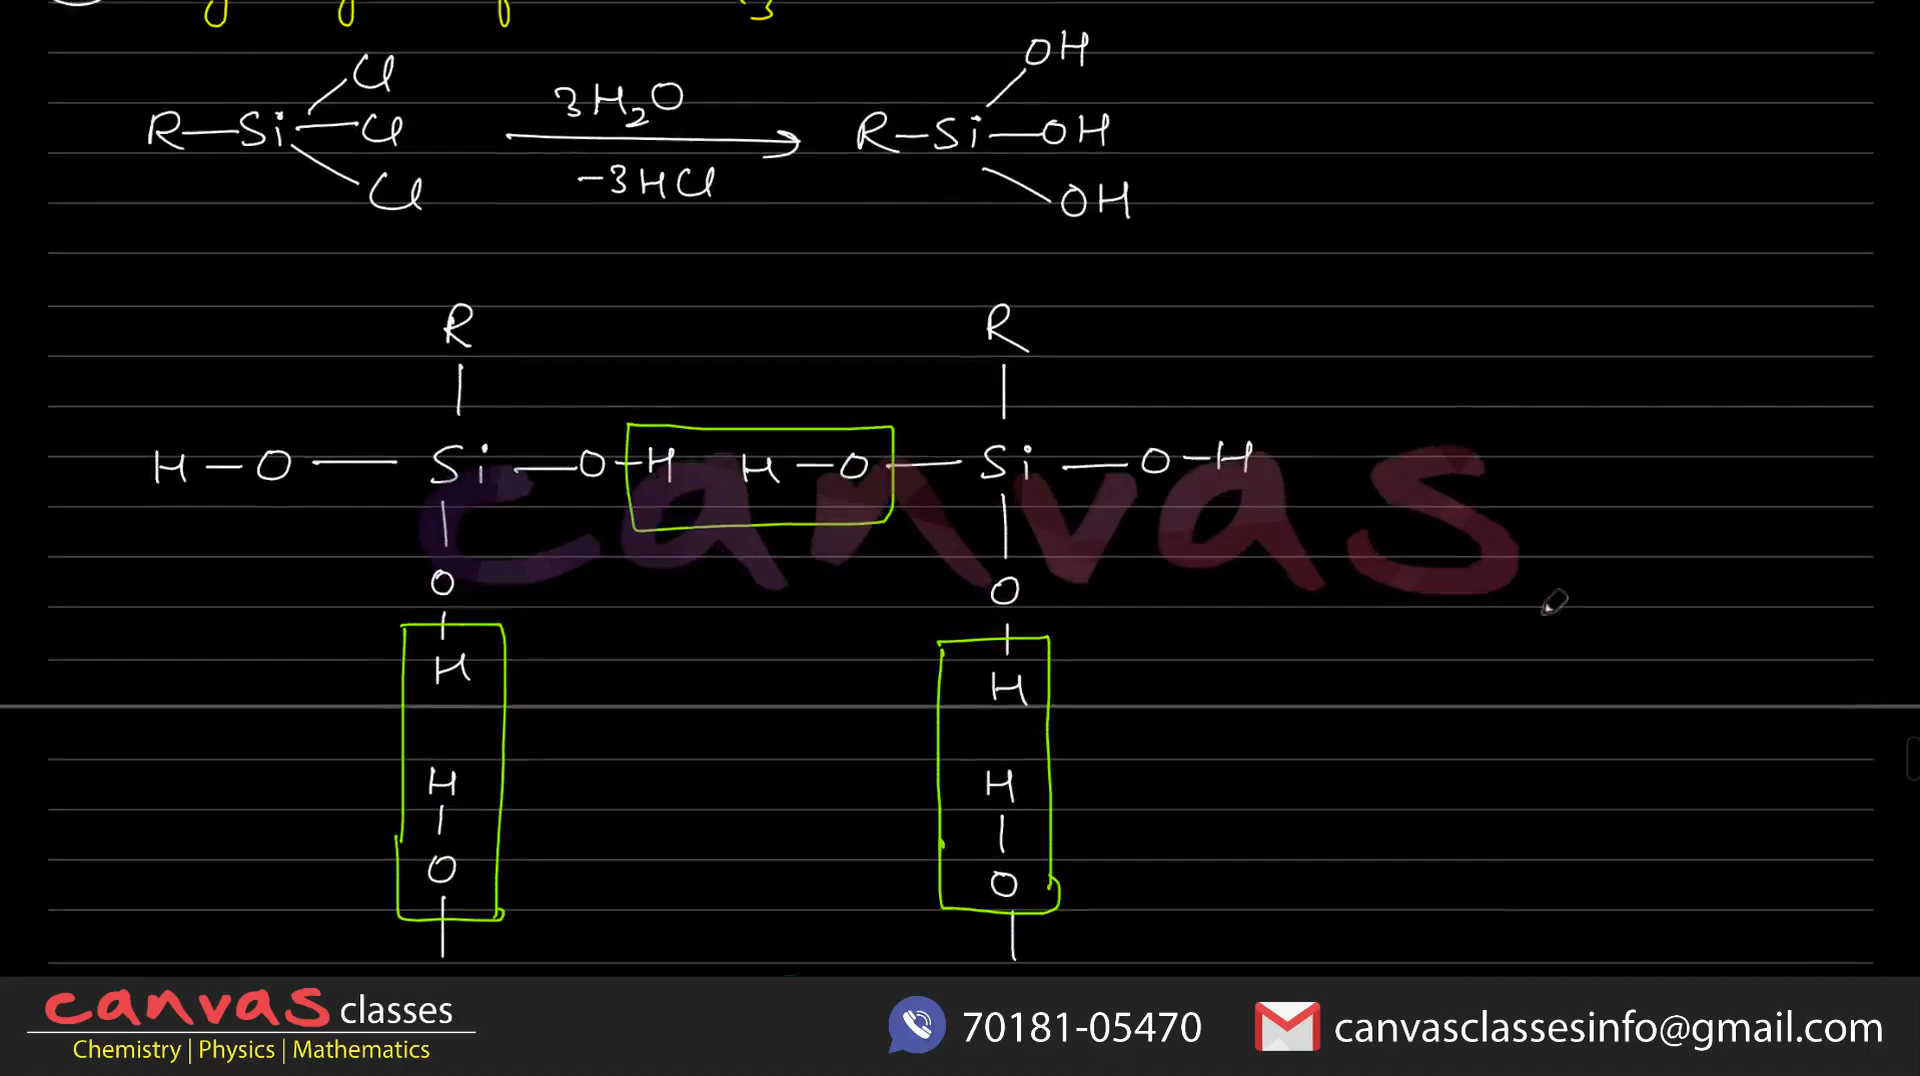 Cl
R—Si—Cl
Cl
3H₂O
-3HCl
OH
R—Si—OH
OH
R R
H—O—Si—O—H H—O—Si—O—H
O O
H H
H H
O O
canvas
canvas classes
Chemistry | Physics | Mathematics
70181-05470
canvasclassesinfo@gmail.com